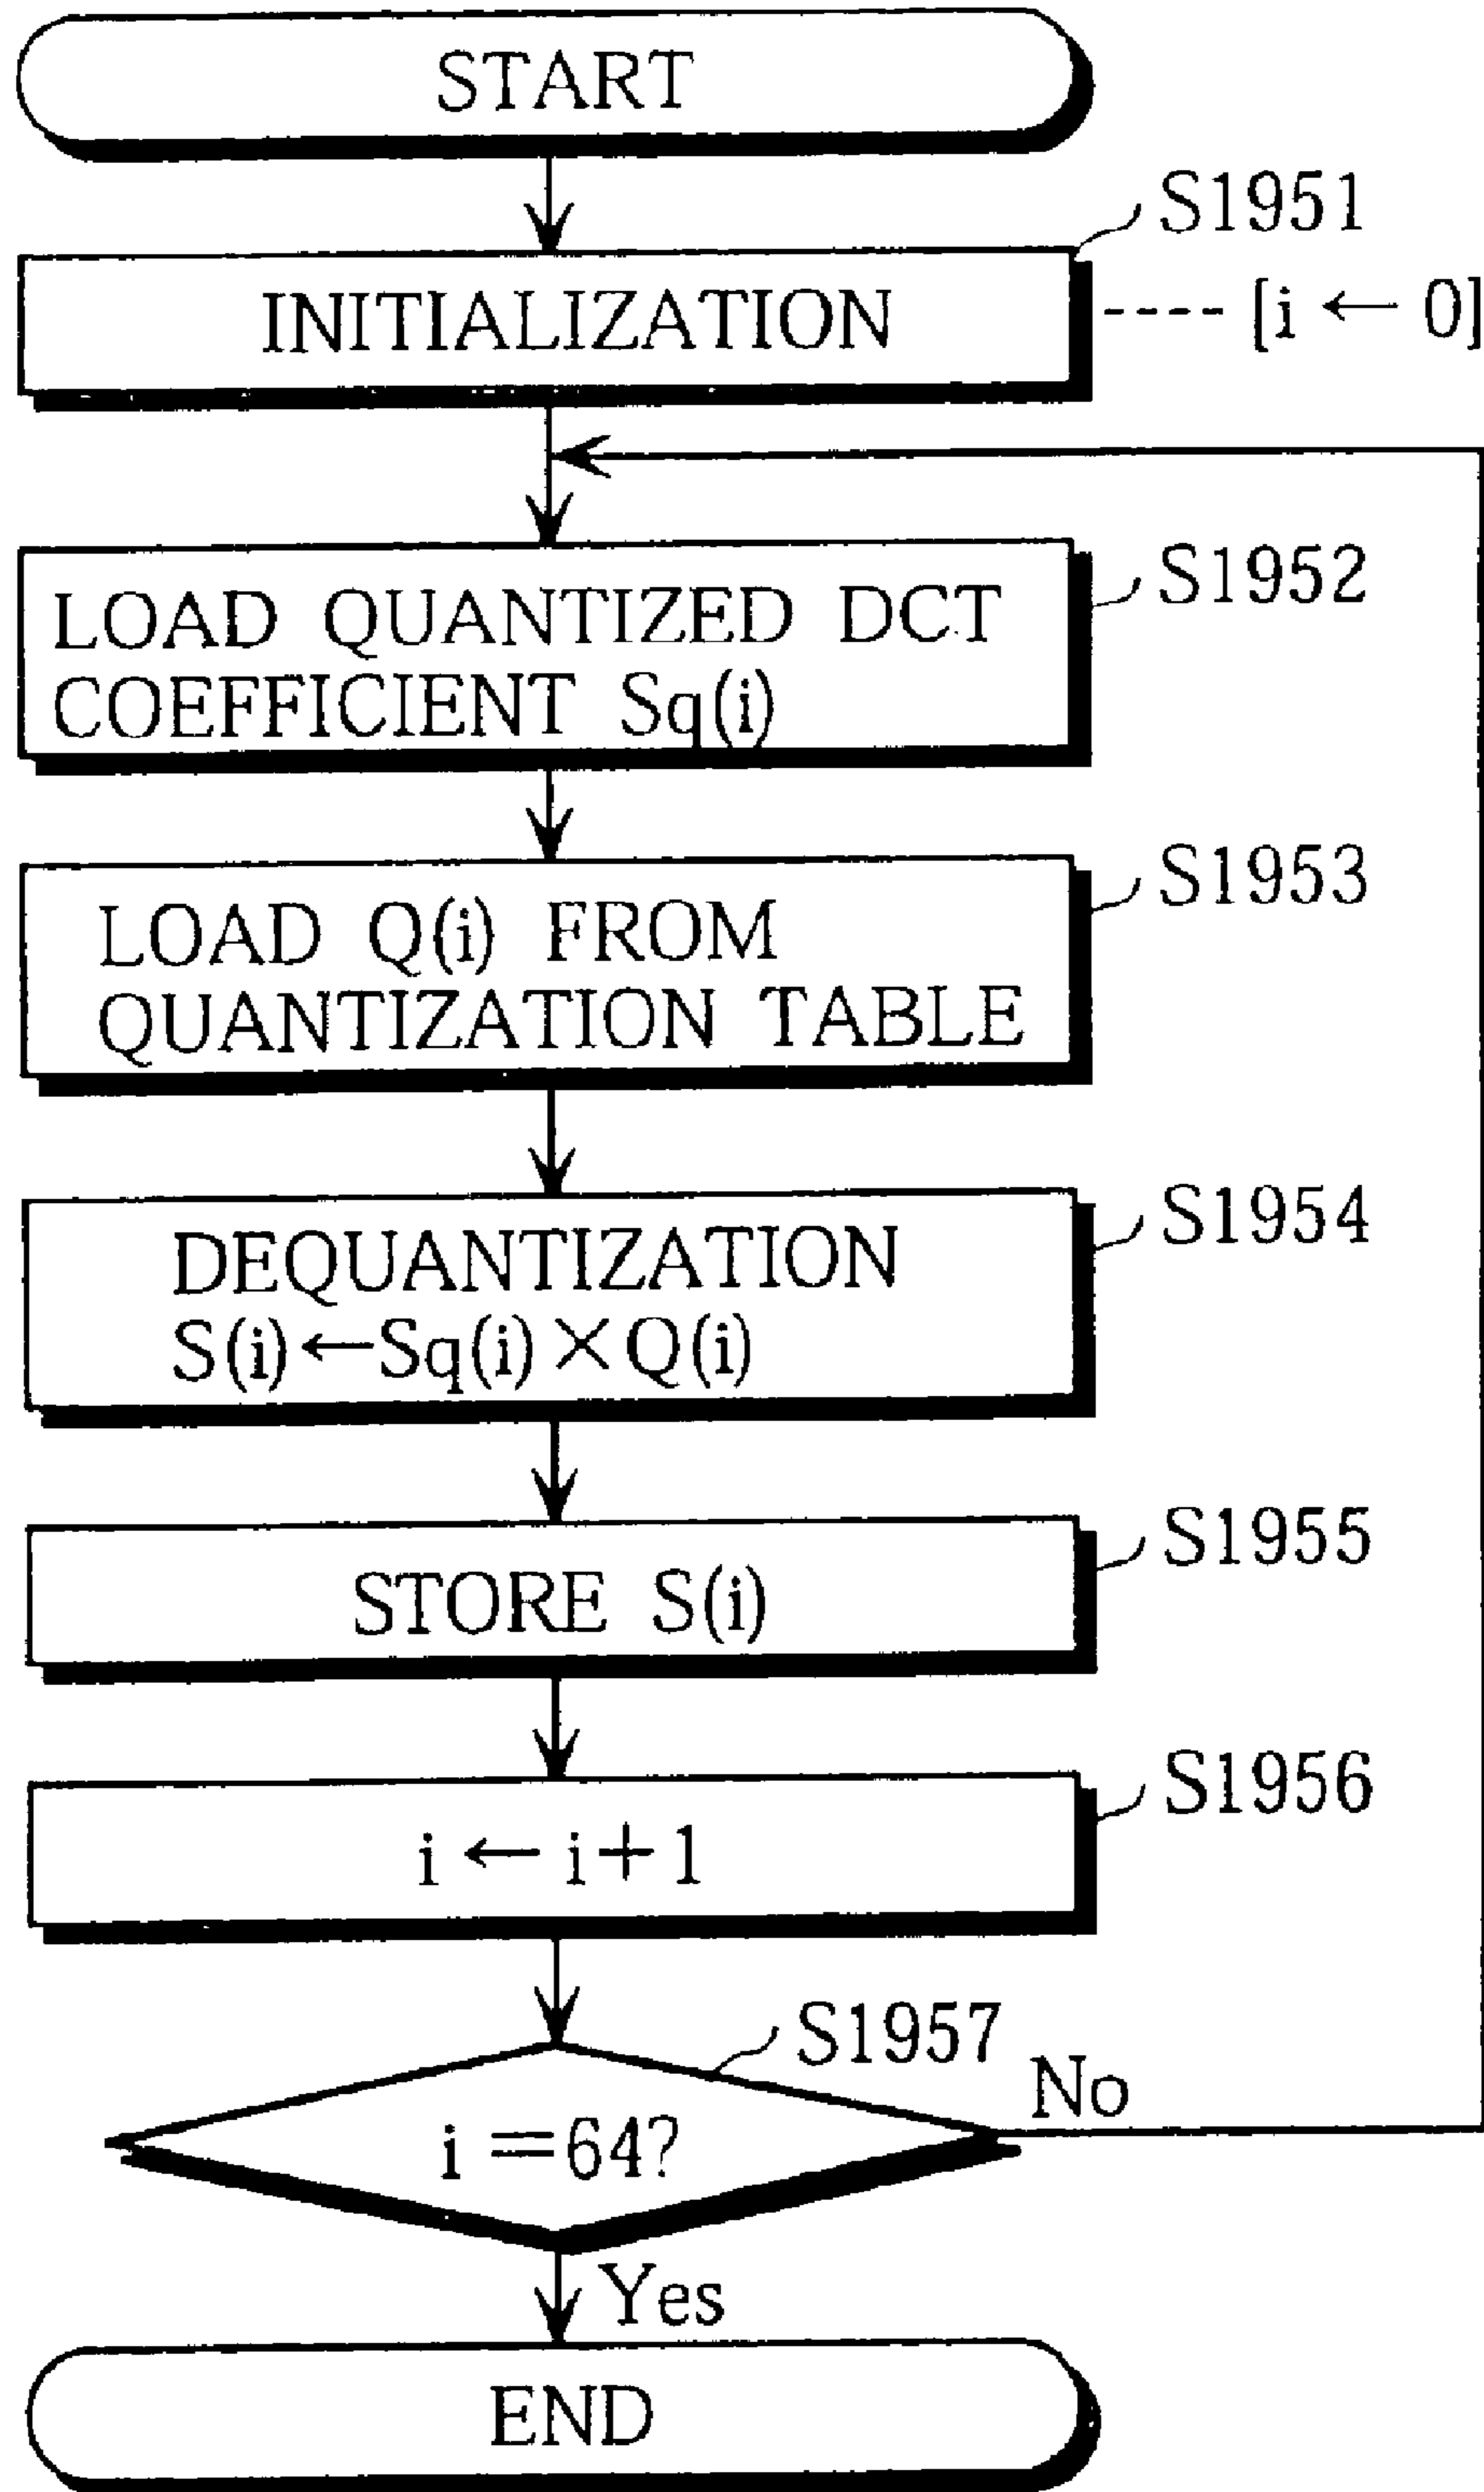 START
S1951
INITIALIZATION ---- [i ← 0]
S1952
LOAD QUANTIZED DCT
COEFFICIENT Sq(i)
S1953
LOAD Q(i) FROM
QUANTIZATION TABLE
S1954
DEQUANTIZATION
S(i)←Sq(i)×Q(i)
S1955
STORE S(i)
S1956
i ← i+1
S1957
No
i =64?
Yes
END